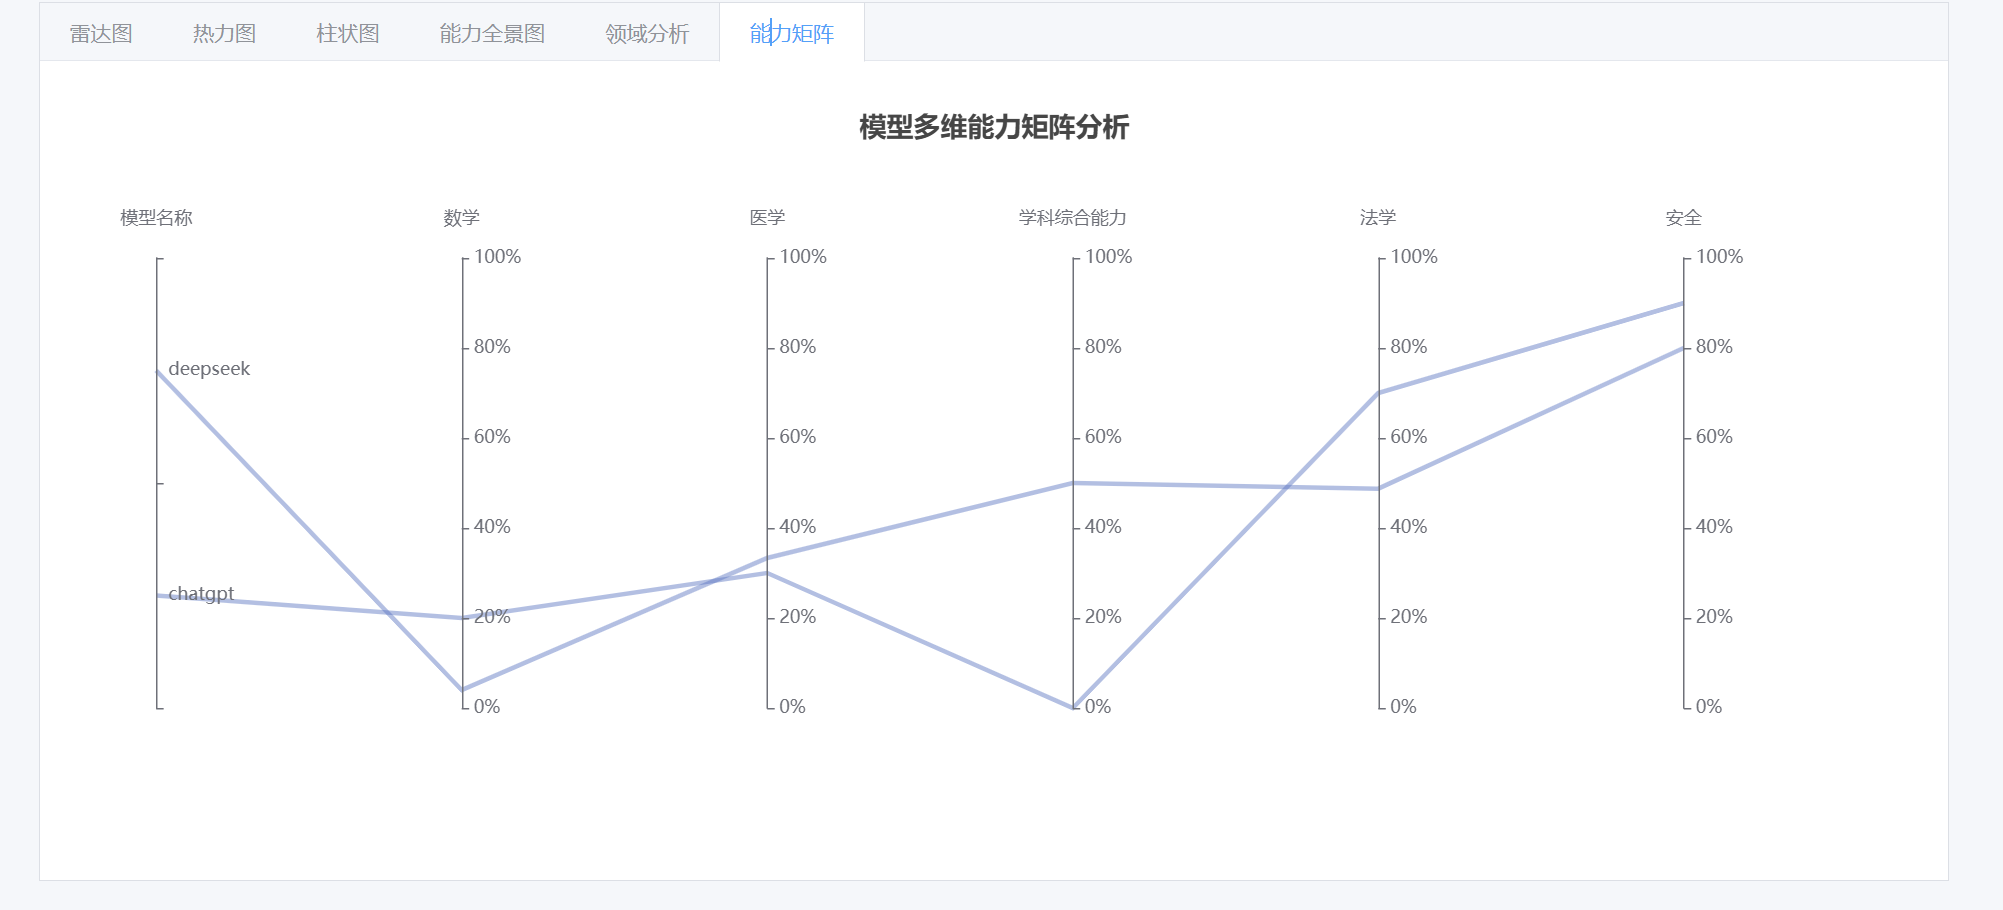 雷达图 热力图 柱状图 能力全景图 领域分析 能力矩阵
模型多维能力矩阵分析
模型名称 数学 医学 学科综合能力 法学 安全
100% 100% 100% 100% 100%
80% 80% 80% 80% 80%
deepseek
60% 60% 60% 60% 60%
40% 40% 40% 40% 40%
chatgpt
20% 20% 20% 20% 20%
0% 0% 0% 0% 0%